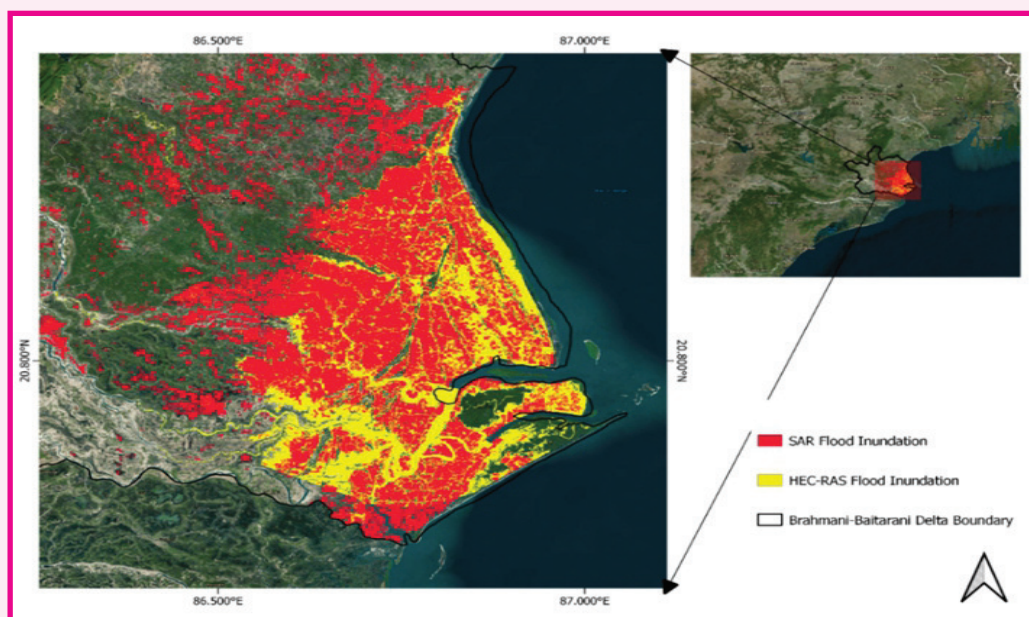 86.500°E
87.000°E
20.800°N
20.800°N
SAR Flood Inundation
HEC-RAS Flood Inundation
Brahmani-Baitarani Delta Boundary
86.500°E
87.000°E